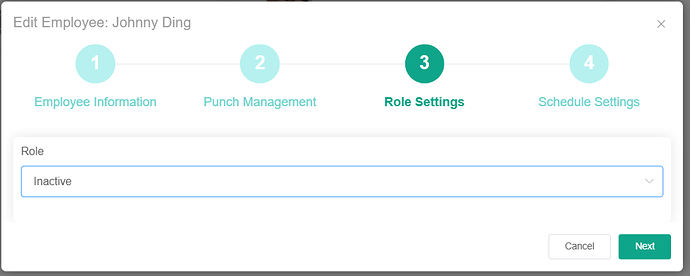 Edit Employee: Johnny Ding
1
2
3
4
Employee Information
Punch Management
Role Settings
Schedule Settings
Role
Inactive
Cancel
Next